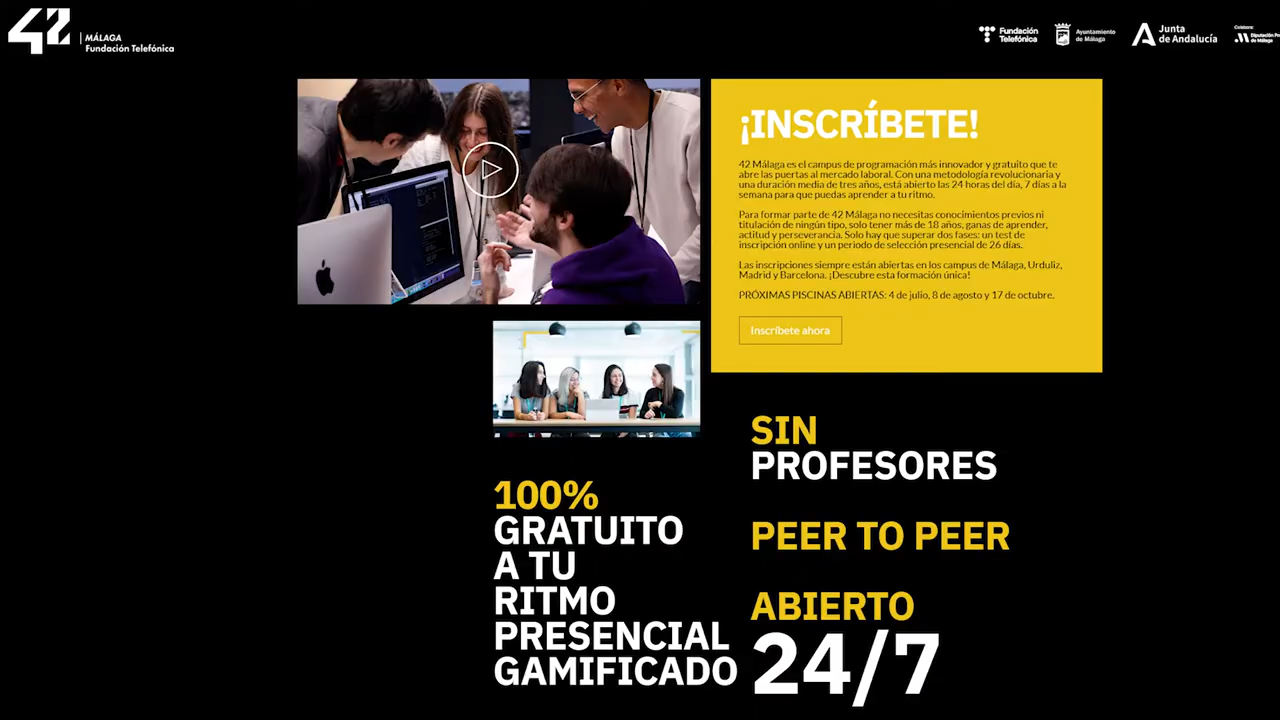 42
MÁLAGA
Fundación Telefónica
Fundación
Telefónica
Ayuntamiento
de Málaga
Junta
de Andalucía
Colabora:
¡INSCRÍBETE!
42 Málaga es el campus de programación más innovador y gratuito que te
abre las puertas al mercado laboral. Con una metodología revolucionaria y
una duración media de tres años, está abierto las 24 horas del día, 7 días a la
semana para que puedas aprender a tu ritmo.
Para formar parte de 42 Málaga no necesitas conocimientos previos ni
titulación de ningún tipo, solo tener más de 18 años, ganas de aprender,
actitud y perseverancia. Solo hay que superar dos fases: un test de
inscripción online y un periodo de selección presencial de 26 días.
Las inscripciones siempre están abiertas en los campus de Málaga, Urduliz,
Madrid y Barcelona. ¡Descubre esta formación única!
PRÓXIMAS PISCINAS ABIERTAS: 4 de julio, 8 de agosto y 17 de octubre.
Inscríbete ahora
SIN
PROFESORES
PEER TO PEER
ABIERTO
24/7
100%
GRATUITO
A TU
RITMO
PRESENCIAL
GAMIFICADO